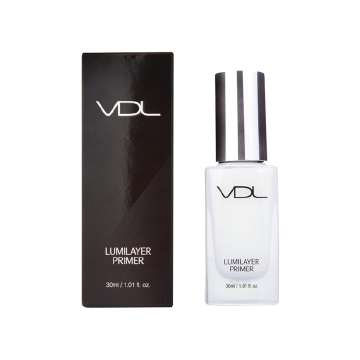 VDL
LUMILAYER
PRIMER
30ml / 1.01 fl. oz.
VDL
LUMILAYER
PRIMER
30ml / 1.01 fl. oz.